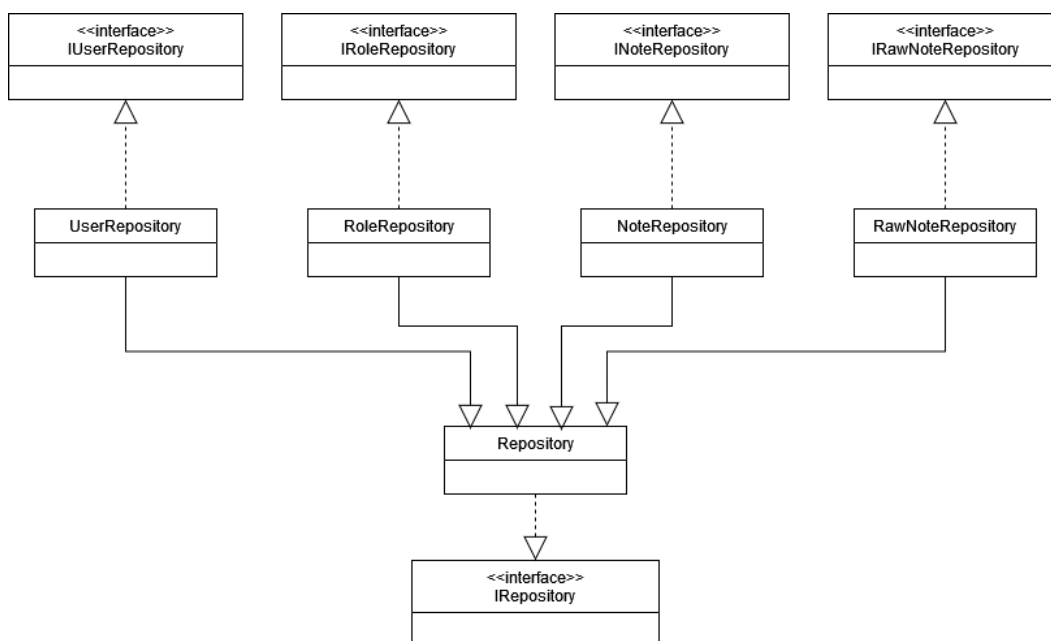 <<interface>>
IUserRepository
<<interface>>
IRoleRepository
<<interface>>
INoteRepository
<<interface>>
IRawNoteRepository
UserRepository
RoleRepository
NoteRepository
RawNoteRepository
Repository
<<interface>>
IRepository